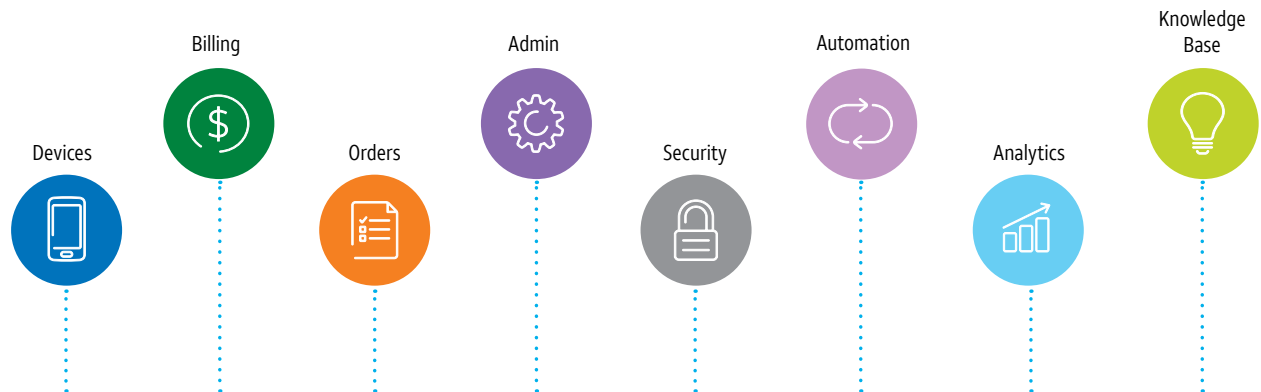 Devices
Billing
Orders
Admin
Security
Automation
Analytics
Knowledge
Base
$